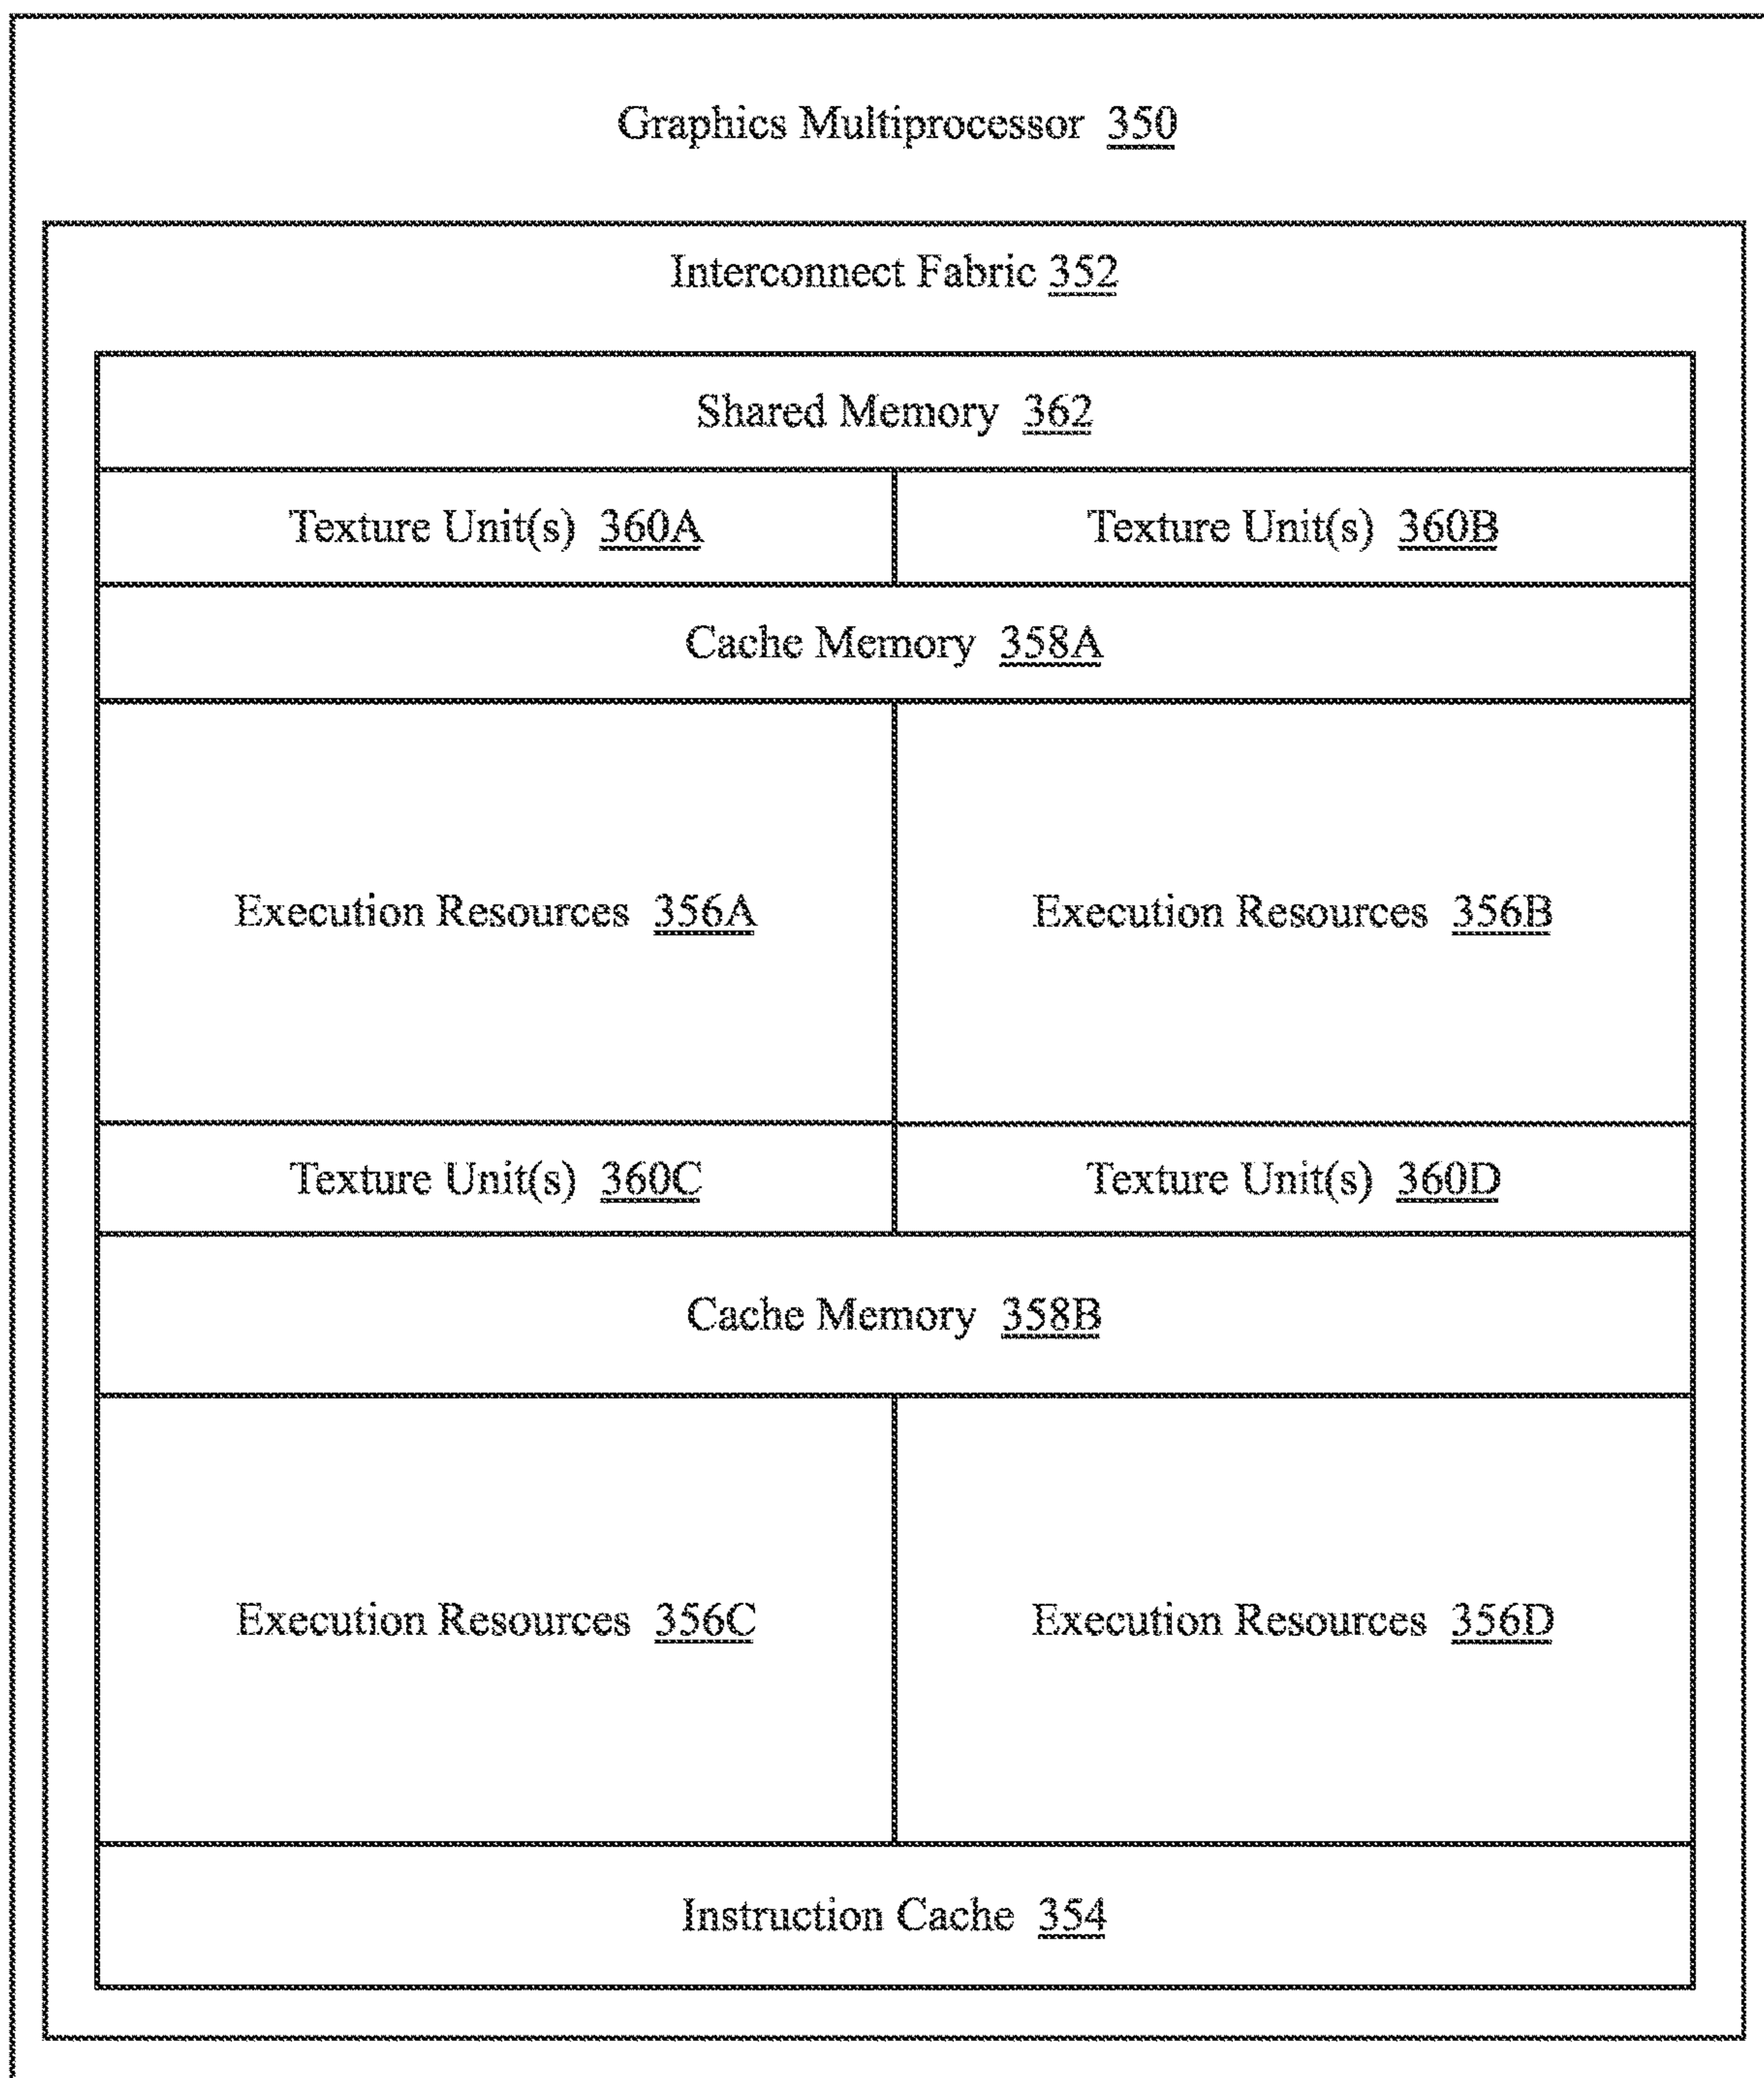 Graphics Multiprocessor 350
Interconnect Fabric 352
Shared Memory 362
Texture Unit(s) 360A
Texture Unit(s) 360B
Cache Memory 358A
Execution Resources 356A
Execution Resources 356B
Texture Unit(s) 360C
Texture Unit(s) 360D
Cache Memory 358B
Execution Resources 356C
Execution Resources 356D
Instruction Cache 354